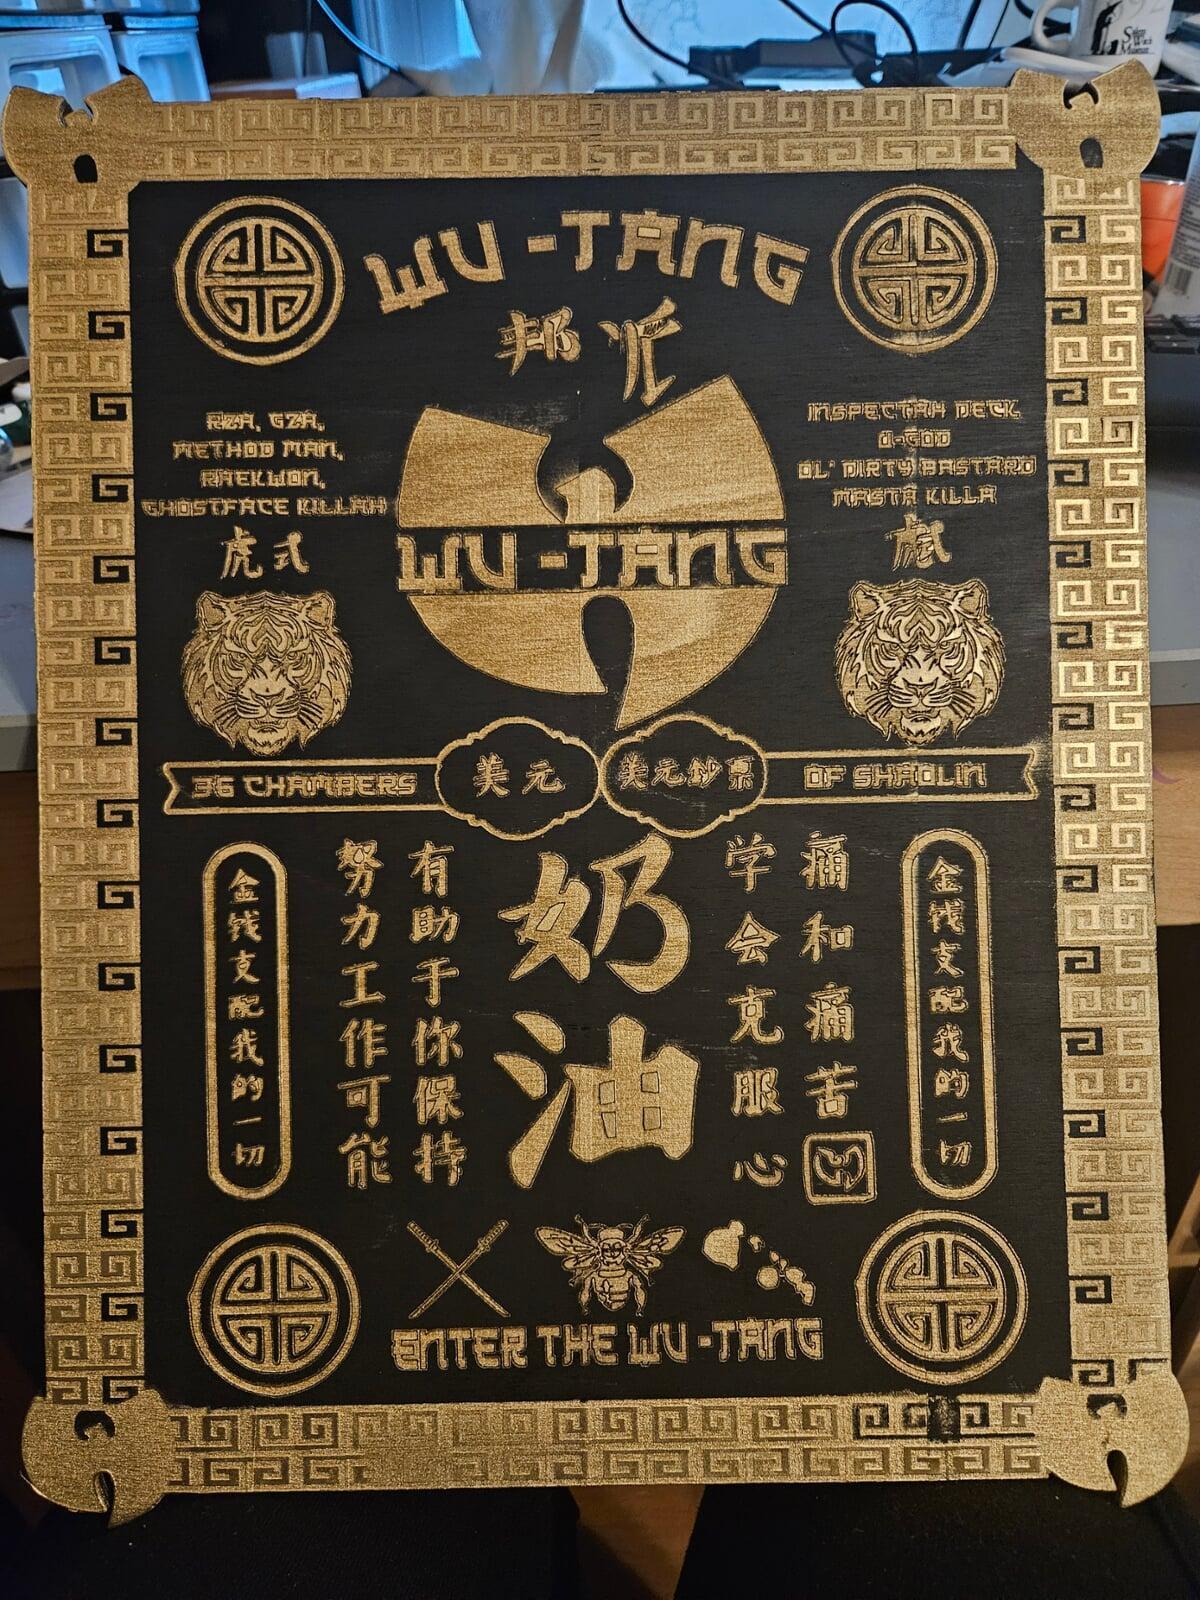 WU-TANG
邦
RZA, GZA,
METHOD MAN,
RAEKWON,
GHOSTFACE KILLAH
虎式
WU-TANG
INSPECTAH DECK
U-GOD
OL' DIRTY BASTARD
MASTA KILLA
36 CHAMBERS
美元
美元鈔票
OF SHAOLIN
金钱支配我的一切
努力工作可能
有助于你保持
奶油
学会克服心
痛和痛苦
金钱支配我的一切
ENTER THE WU-TANG